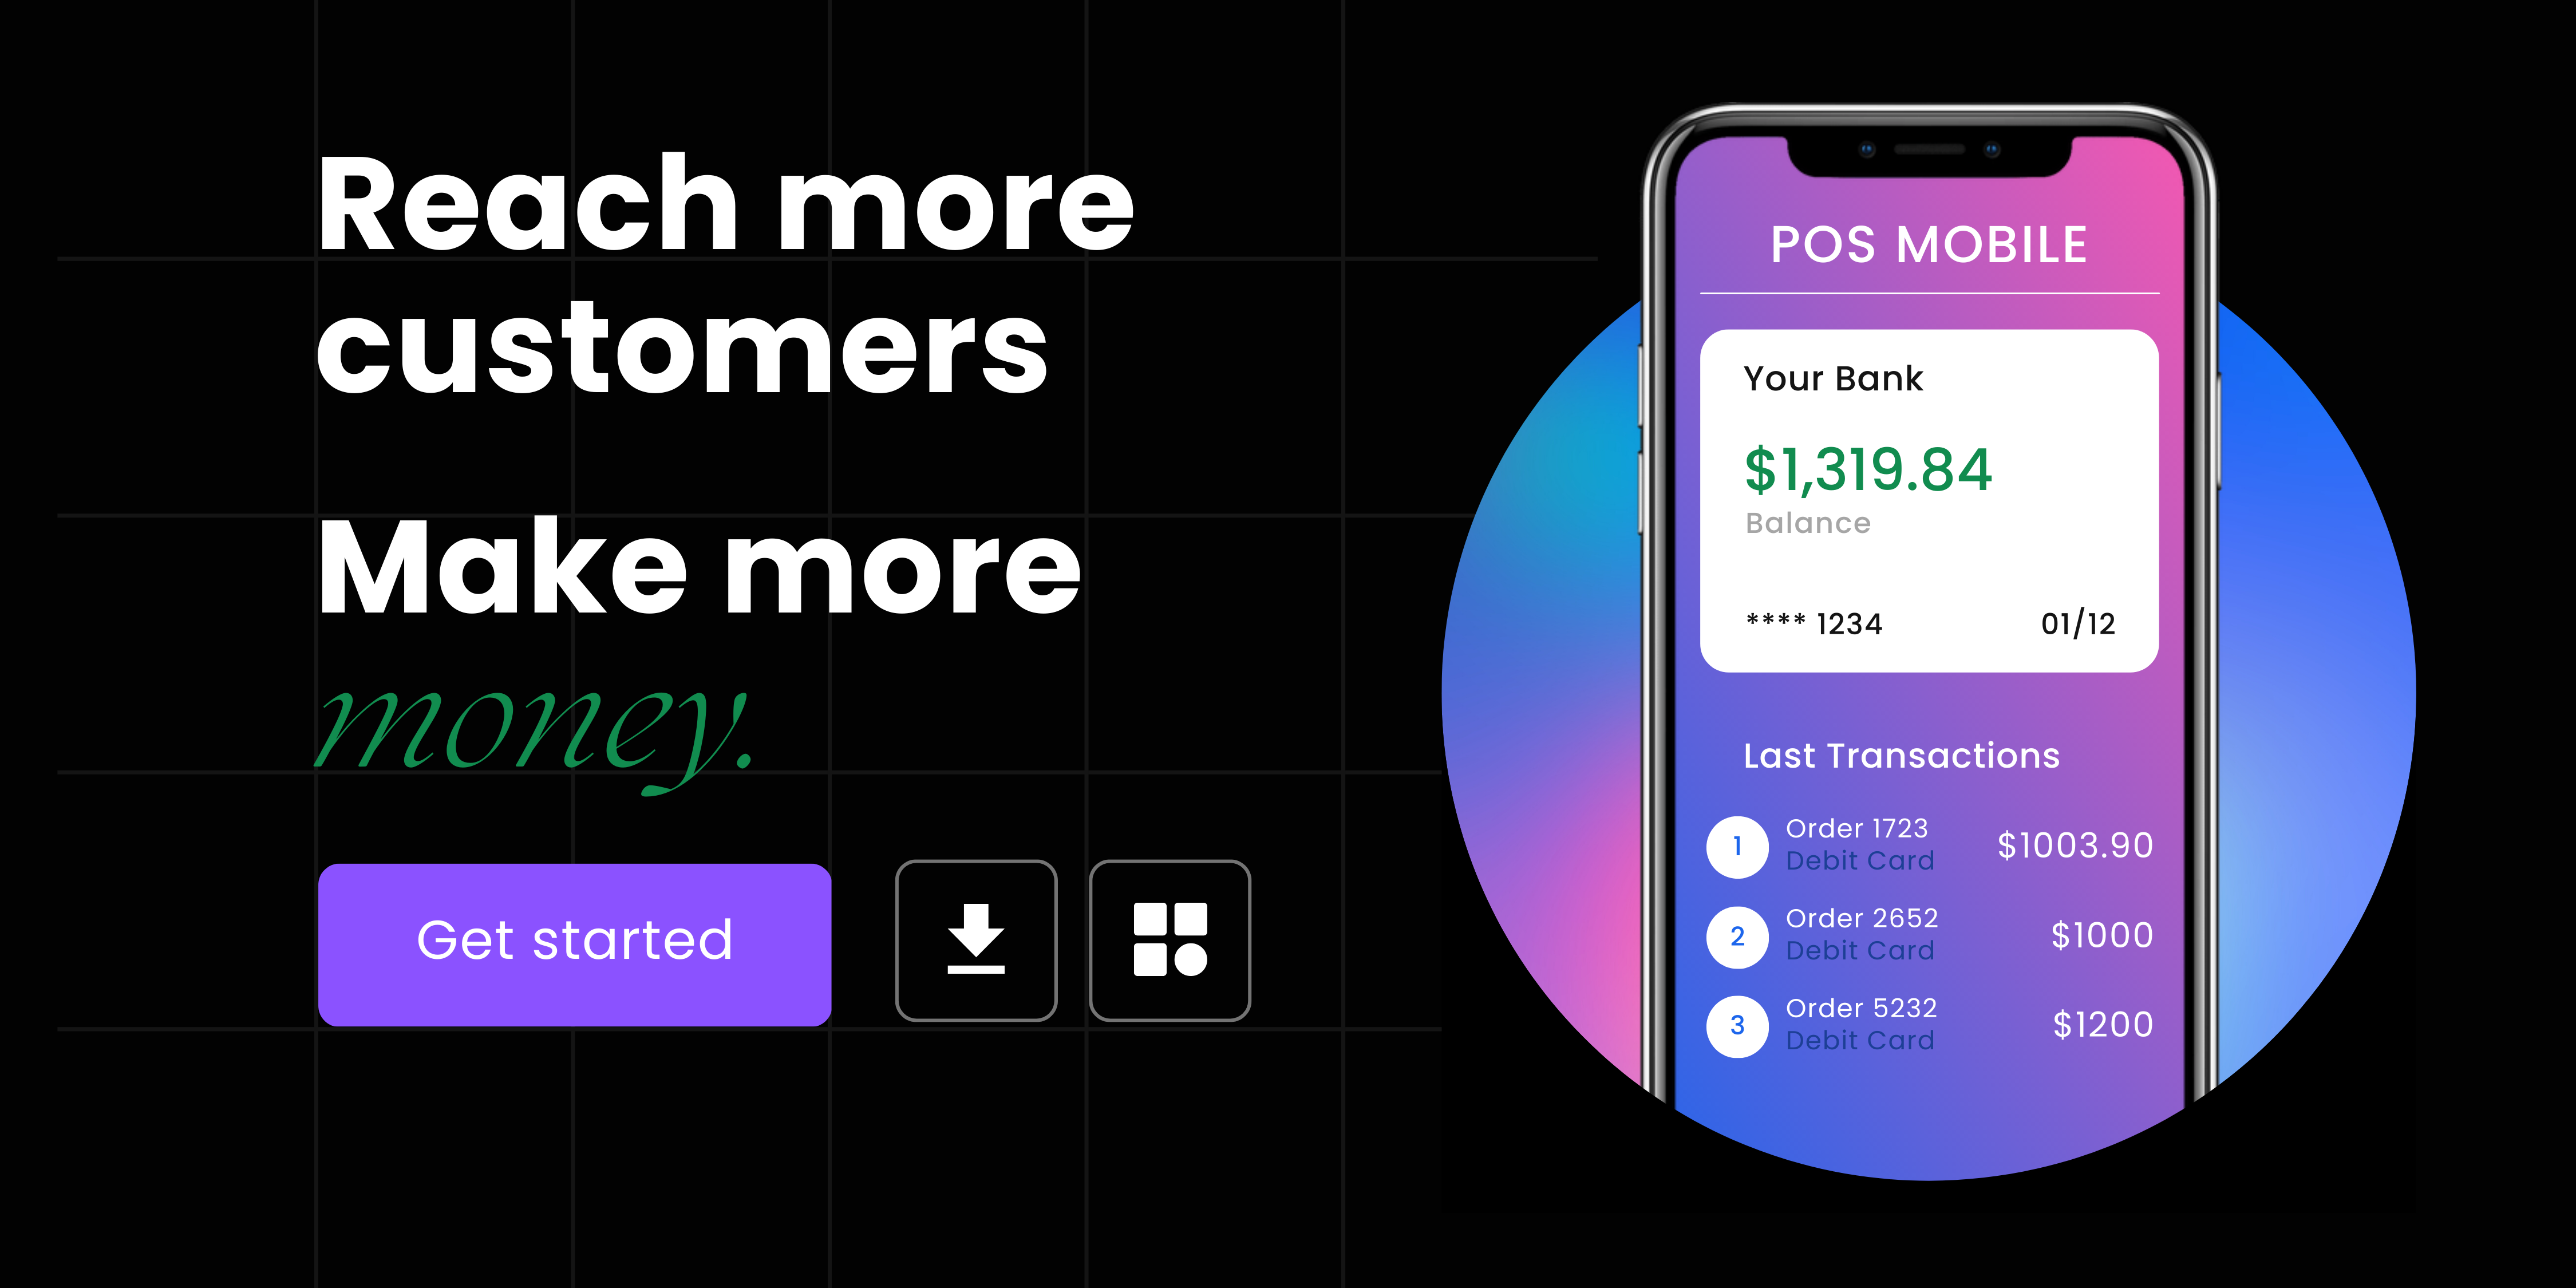 Reach more
customers
Make more
money.
Get started
POS MOBILE
Your Bank
$1,319.84
Balance
**** 1234 01/12
Last Transactions
1 Order 1723 $1003.90
Debit Card
2 Order 2652 $1000
Debit Card
3 Order 5232 $1200
Debit Card